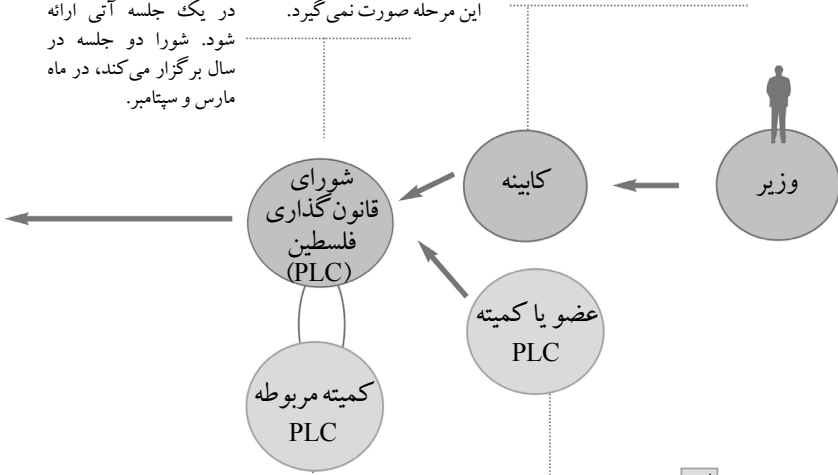 این مرحله صورت نمی‌گیرد.
در یک جلسه آتی ارائه
شود. شورا دو جلسه در
سال برگزار می‌کند، در ماه
مارس و سپتامبر.
وزیر
کابینه
شورای
قانون‌گذاری
فلسطین
(PLC)
عضو یا کمیته
PLC
کمیته مربوطه
PLC